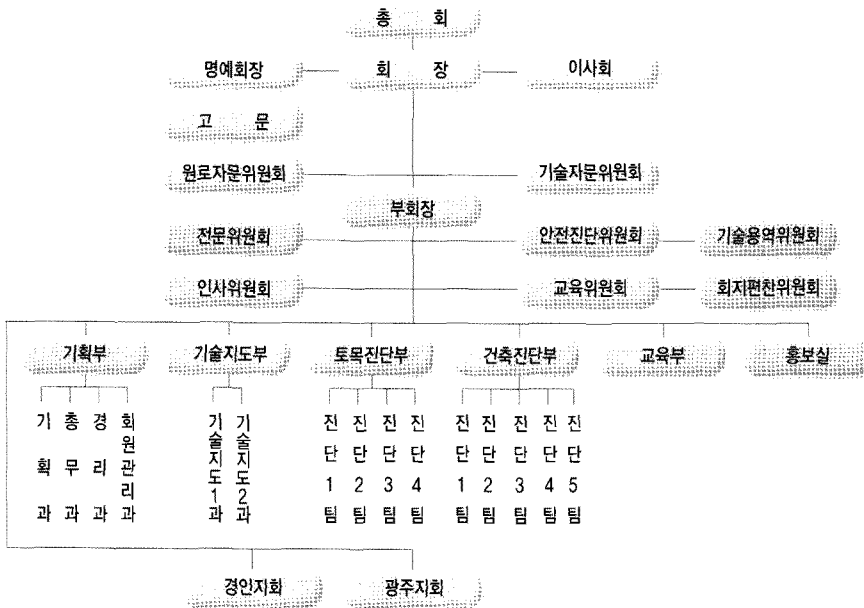 총 회
명예회장 회 장 이사회
고 문
원로자문위원회 기술자문위원회
부회장
전문위원회 안전진단위원회 기술용역위원회
인사위원회 교육위원회 회지편찬위원회
기획부 기술지도부 토목진단부 건축진단부 교육부 홍보실
기획과
총무과
경리과
회원관리과
기술지도1과
기술지도2과
진단1팀
진단2팀
진단3팀
진단4팀
진단1팀
진단2팀
진단3팀
진단4팀
진단5팀
경인지회 광주지회